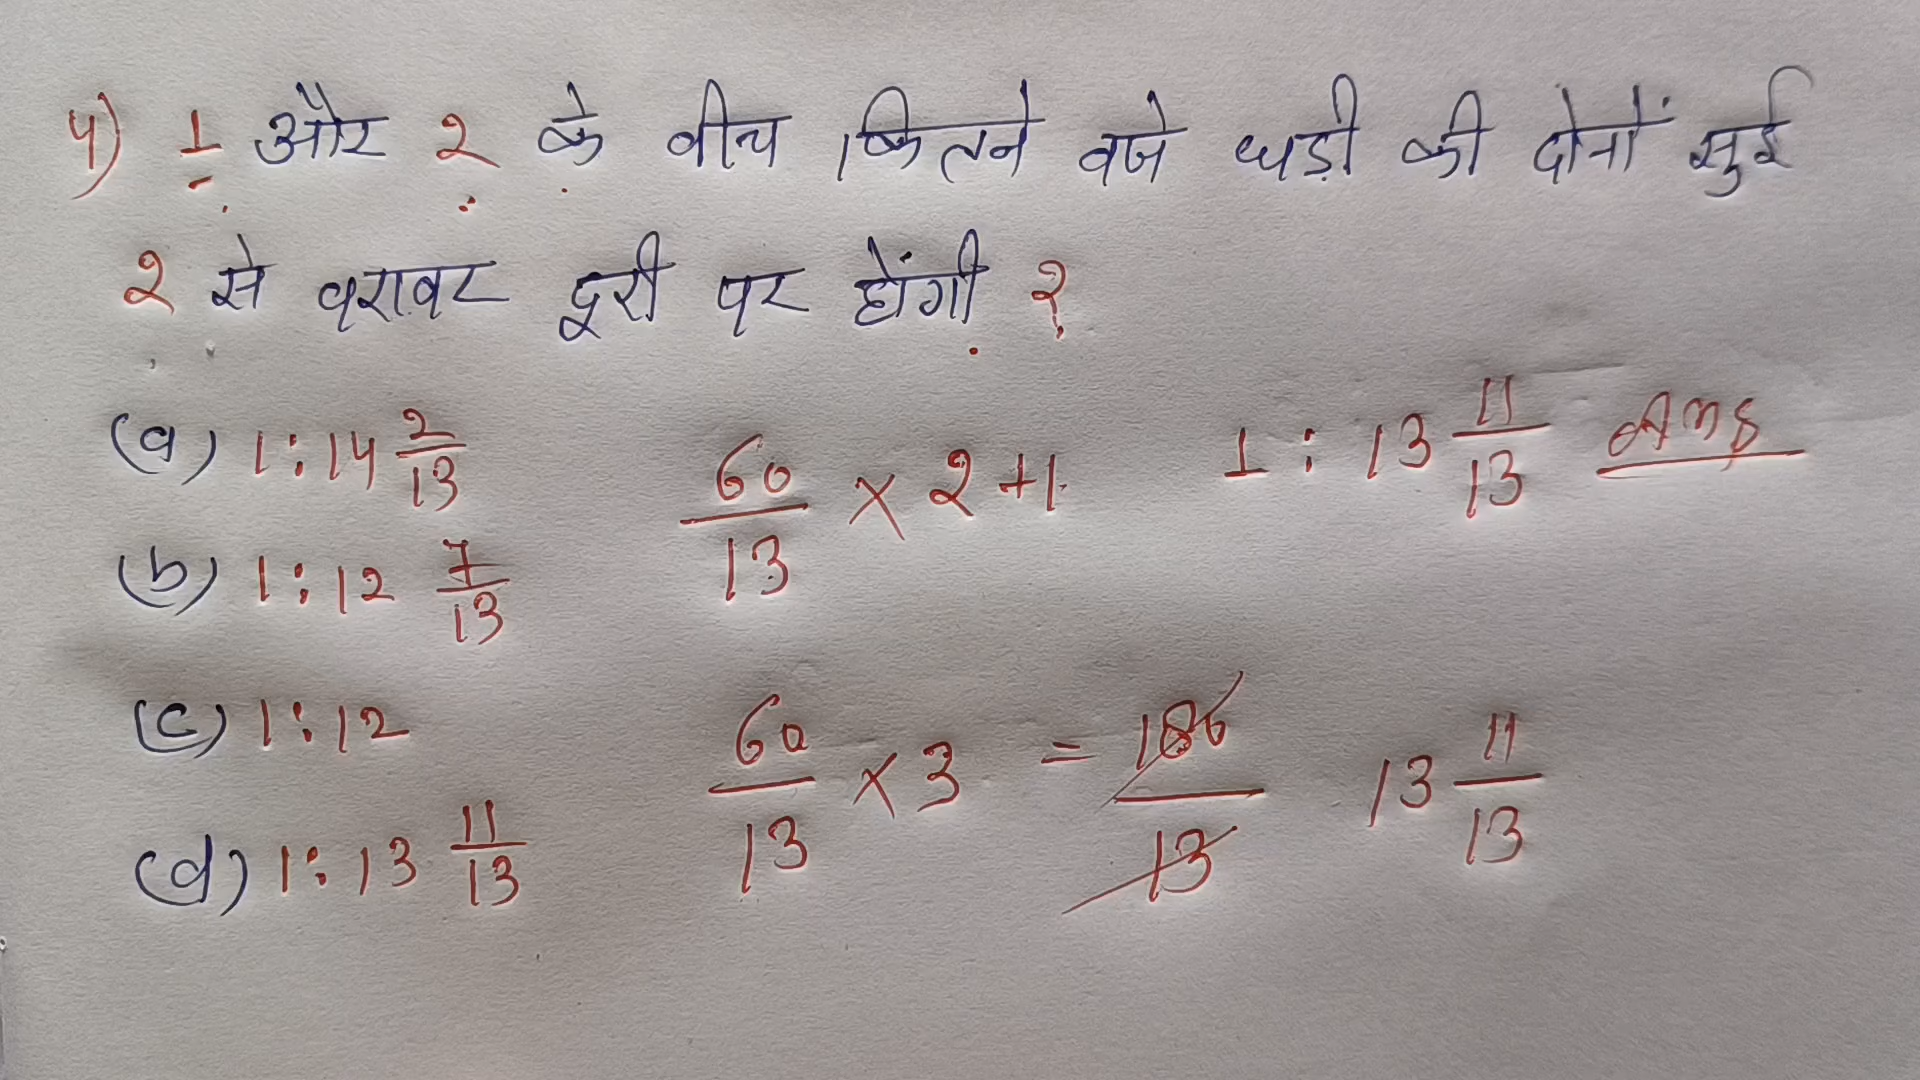 4) 1 और 2 के बीच कितने बजे घड़ी की दोनों सुई
2 से बराबर दूरी पर होंगी ?
(a) 1:14 2/13
(b) 1:12 7/13
(c) 1:12
(d) 1:13 11/13
60/13 × 2+1
60/13 × 3 = 180/13 13 11/13
1 : 13 11/13 Ans